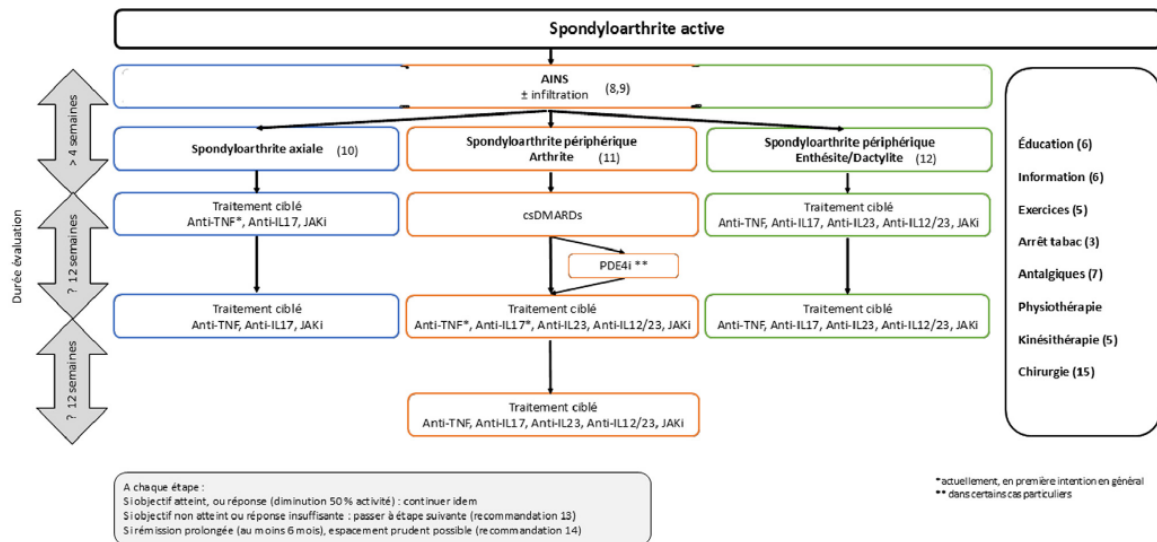 Spondyloarthrite active
AINS
± infiltration
(8,9)
Spondyloarthrite axiale (10)
Spondyloarthrite périphérique
Arthrite
(11)
Spondyloarthrite périphérique
Enthésite/Dactylite
(12)
Traitement ciblé
Anti-TNF*, Anti-IL17, JAKi
csDMARDs
Traitement ciblé
Anti-TNF, Anti-IL17, Anti-IL23, Anti-IL12/23, JAKi
PDE4i **
Traitement ciblé
Anti-TNF, Anti-IL17, JAKi
Traitement ciblé
Anti-TNF*, Anti-IL17*, Anti-IL23, Anti-IL12/23, JAKi
Traitement ciblé
Anti-TNF, Anti-IL17, Anti-IL23, Anti-IL12/23, JAKi
Traitement ciblé
Anti-TNF, Anti-IL17, Anti-IL23, Anti-IL12/23, JAKi
Durée évaluation
> 4 semaines
? 12 semaines
? 12 semaines
Éducation (6)
Information (6)
Exercices (5)
Arrêt tabac (3)
Antalgiques (7)
Physiothérapie
Kinésithérapie (5)
Chirurgie (15)
A chaque étape :
Si objectif atteint, ou réponse (diminution 50 % activité) : continuer idem
Si objectif non atteint ou réponse insuffisante : passer à étape suivante (recommandation 13)
Si rémission prolongée (au moins 6 mois), espacement prudent possible (recommandation 14)
*actuellement, en première intention en général
** dans certains cas particuliers